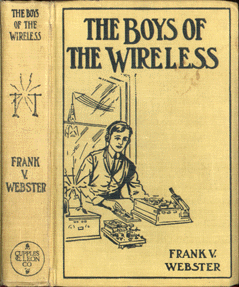 THE BOYS
OF THE
WIRELESS
FRANK
V.
WEBSTER
CUPPLES
& LEON
CO
THE BOYS OF
THE WIRELESS
FRANK V.
WEBSTER